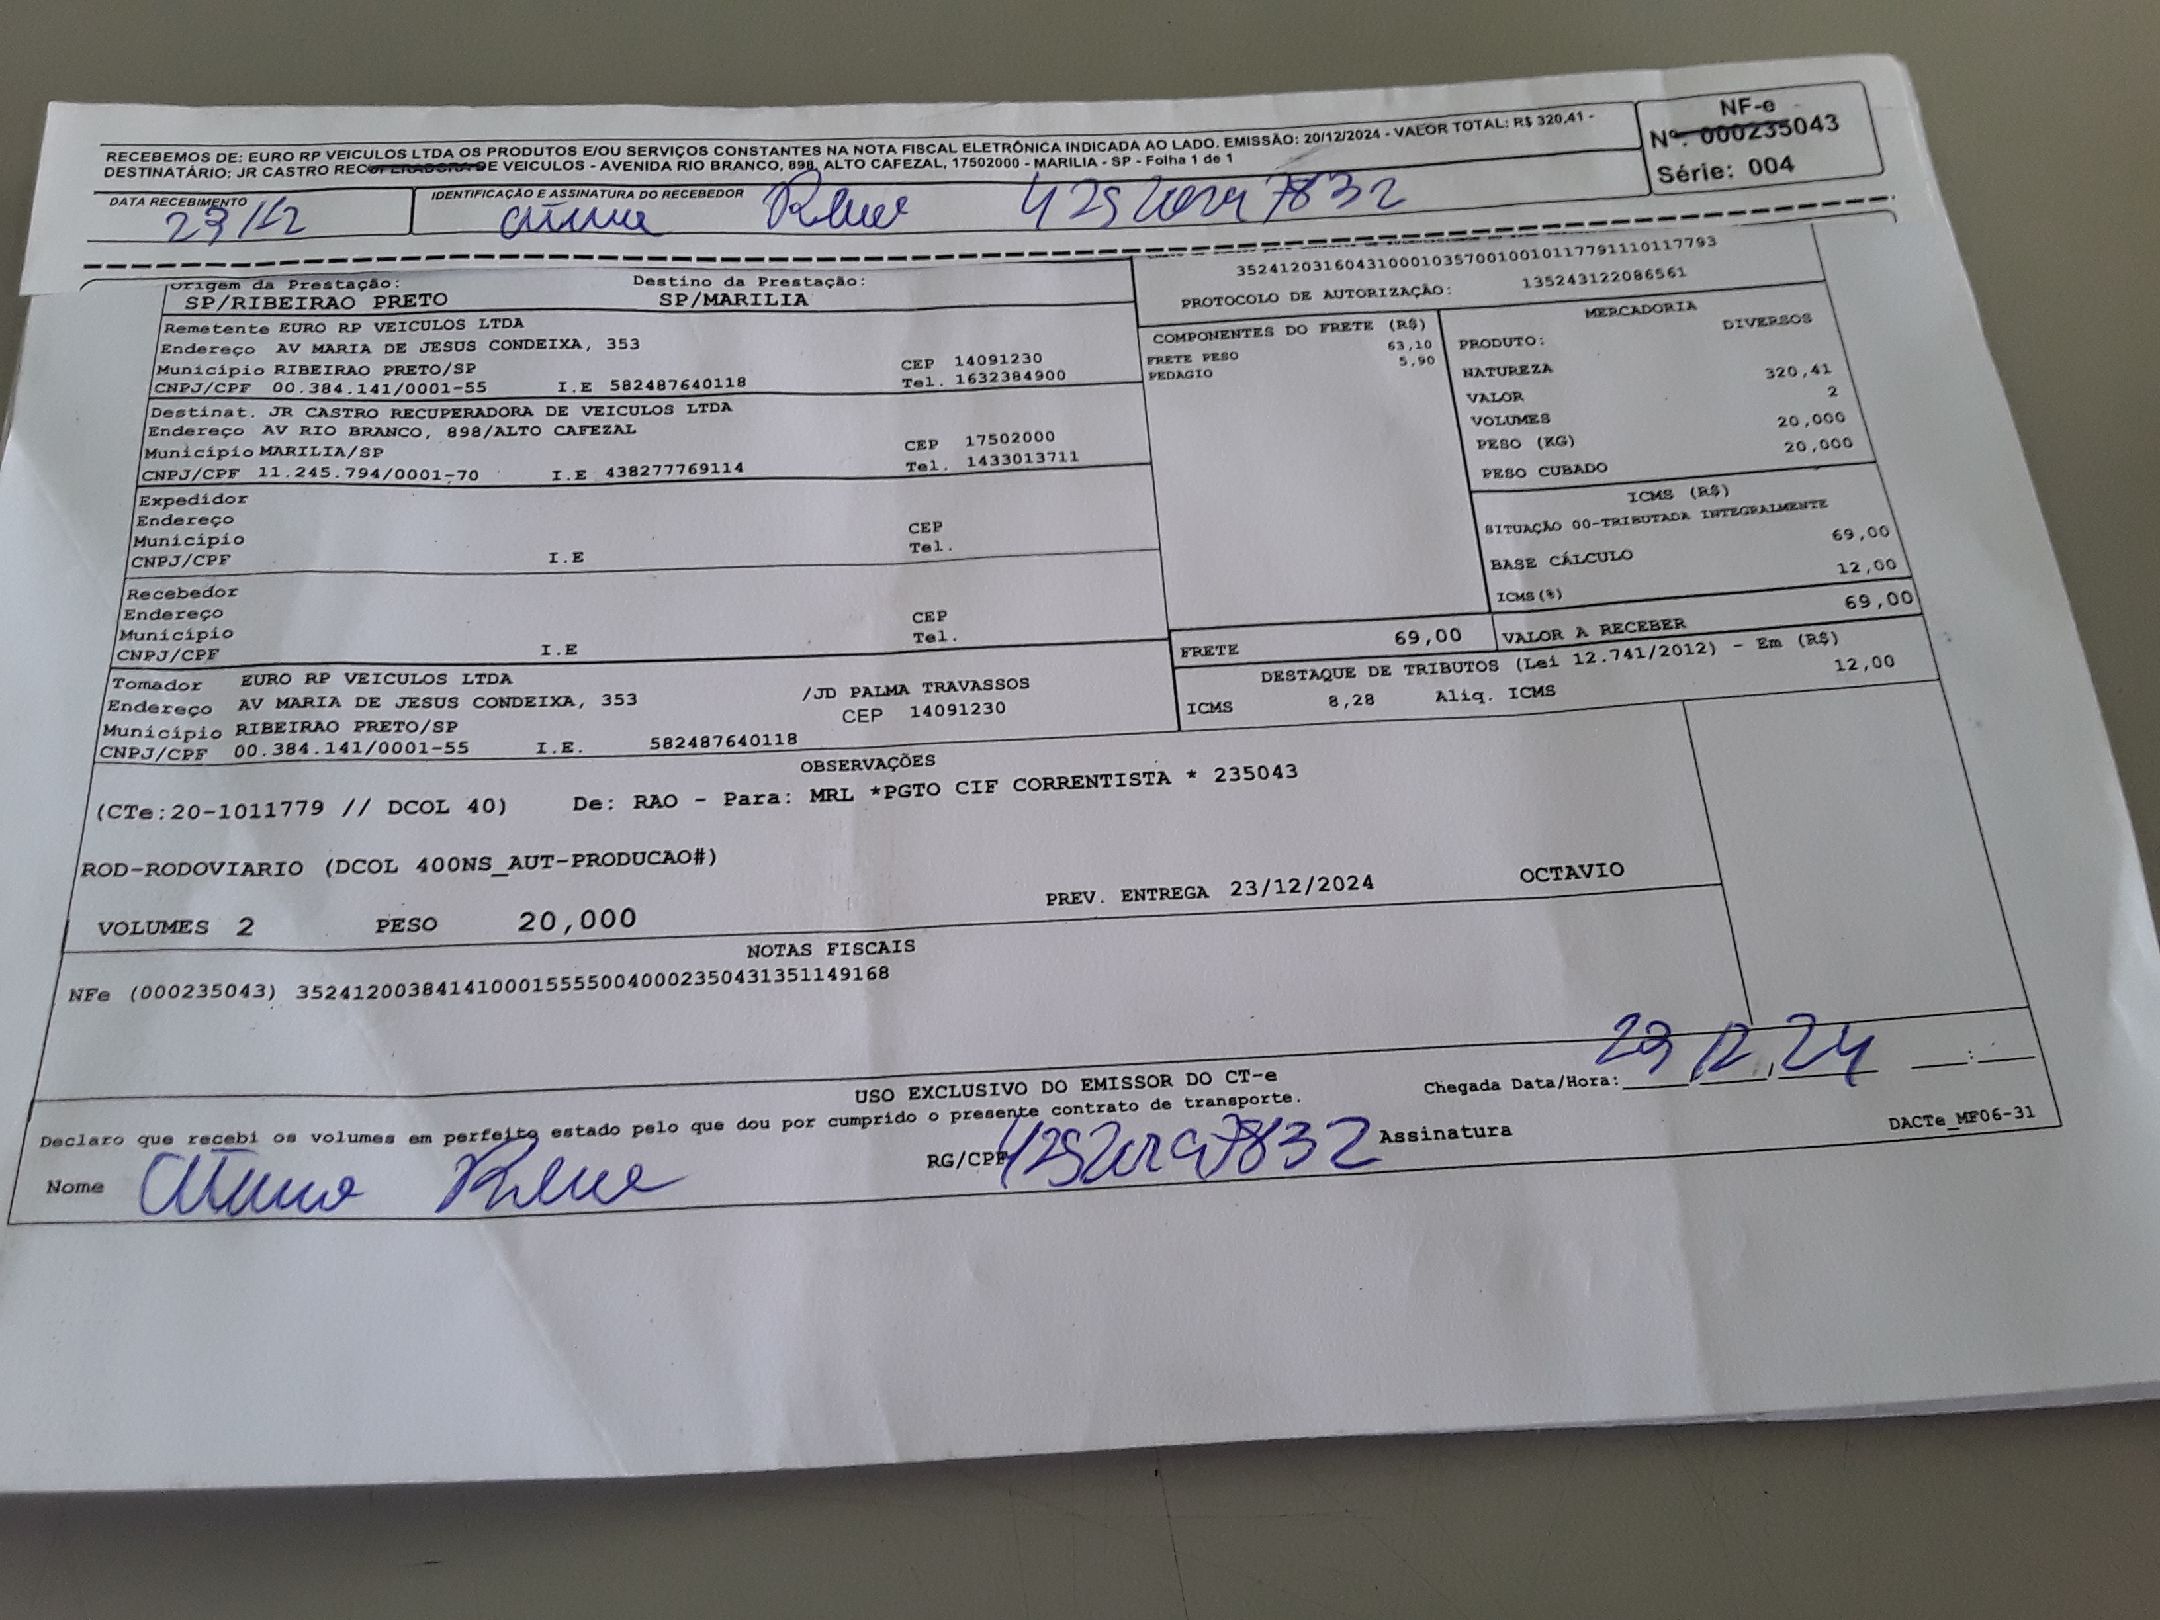 RECEBEMOS DE: EURO RP VEICULOS LTDA OS PRODUTOS E/OU SERVIÇOS CONSTANTES NA NOTA FISCAL ELETRÔNICA INDICADA AO LADO. EMISSÃO: 20/12/2024 - VALOR TOTAL: R$ 320,41 -
DESTINATÁRIO: JR CASTRO RECUPERADORA DE VEICULOS - AVENIDA RIO BRANCO, 898, ALTO CAFEZAL, 17502000 - MARILIA - SP - Folha 1 de 1
NF-e
Nº. 000235043
Série: 004
DATA RECEBIMENTO
IDENTIFICAÇÃO E ASSINATURA DO RECEBEDOR
23/12
Origem da Prestação: Destino da Prestação:
SP/RIBEIRAO PRETO SP/MARILIA
35241203160431000103570010010117791110117793
PROTOCOLO DE AUTORIZAÇÃO: 135243122086561
Remetente EURO RP VEICULOS LTDA
Endereço AV MARIA DE JESUS CONDEIXA, 353
Município RIBEIRAO PRETO/SP CEP 14091230
CNPJ/CPF 00.384.141/0001-55 I.E 582487640118 Tel. 1632384900
Destinat. JR CASTRO RECUPERADORA DE VEICULOS LTDA
Endereço AV RIO BRANCO, 898/ALTO CAFEZAL
Município MARILIA/SP CEP 17502000
CNPJ/CPF 11.245.794/0001-70 I.E 438277769114 Tel. 1433013711
Expedidor
Endereço
Município CEP
CNPJ/CPF I.E Tel.
Recebedor
Endereço
Município CEP
CNPJ/CPF I.E Tel.
Tomador EURO RP VEICULOS LTDA
Endereço AV MARIA DE JESUS CONDEIXA, 353 /JD PALMA TRAVASSOS
Município RIBEIRAO PRETO/SP CEP 14091230
CNPJ/CPF 00.384.141/0001-55 I.E. 582487640118
COMPONENTES DO FRETE (R$)
FRETE PESO 63,10
PEDAGIO 5,90
MERCADORIA
PRODUTO: DIVERSOS
NATUREZA
VALOR 320,41
VOLUMES 2
PESO (KG) 20,000
PESO CUBADO 20,000
ICMS (R$)
SITUAÇÃO 00-TRIBUTADA INTEGRALMENTE
BASE CÁLCULO 69,00
ICMS(%) 12,00
FRETE 69,00 VALOR A RECEBER 69,00
DESTAQUE DE TRIBUTOS (Lei 12.741/2012) - Em (R$)
ICMS 8,28 Aliq. ICMS 12,00
OBSERVAÇÕES
(CTe:20-1011779 // DCOL 40) De: RAO - Para: MRL *PGTO CIF CORRENTISTA * 235043
ROD-RODOVIARIO (DCOL 400NS_AUT-PRODUCAO#)
VOLUMES 2 PESO 20,000 PREV. ENTREGA 23/12/2024 OCTAVIO
NOTAS FISCAIS
NFe (000235043) 35241200384141000155550040002350431351149168
USO EXCLUSIVO DO EMISSOR DO CT-e
Declaro que recebi os volumes em perfeito estado pelo que dou por cumprido o presente contrato de transporte.
Chegada Data/Hora: 23 12 24 :
Nome RG/CPF Assinatura
DACTe_MF06-31